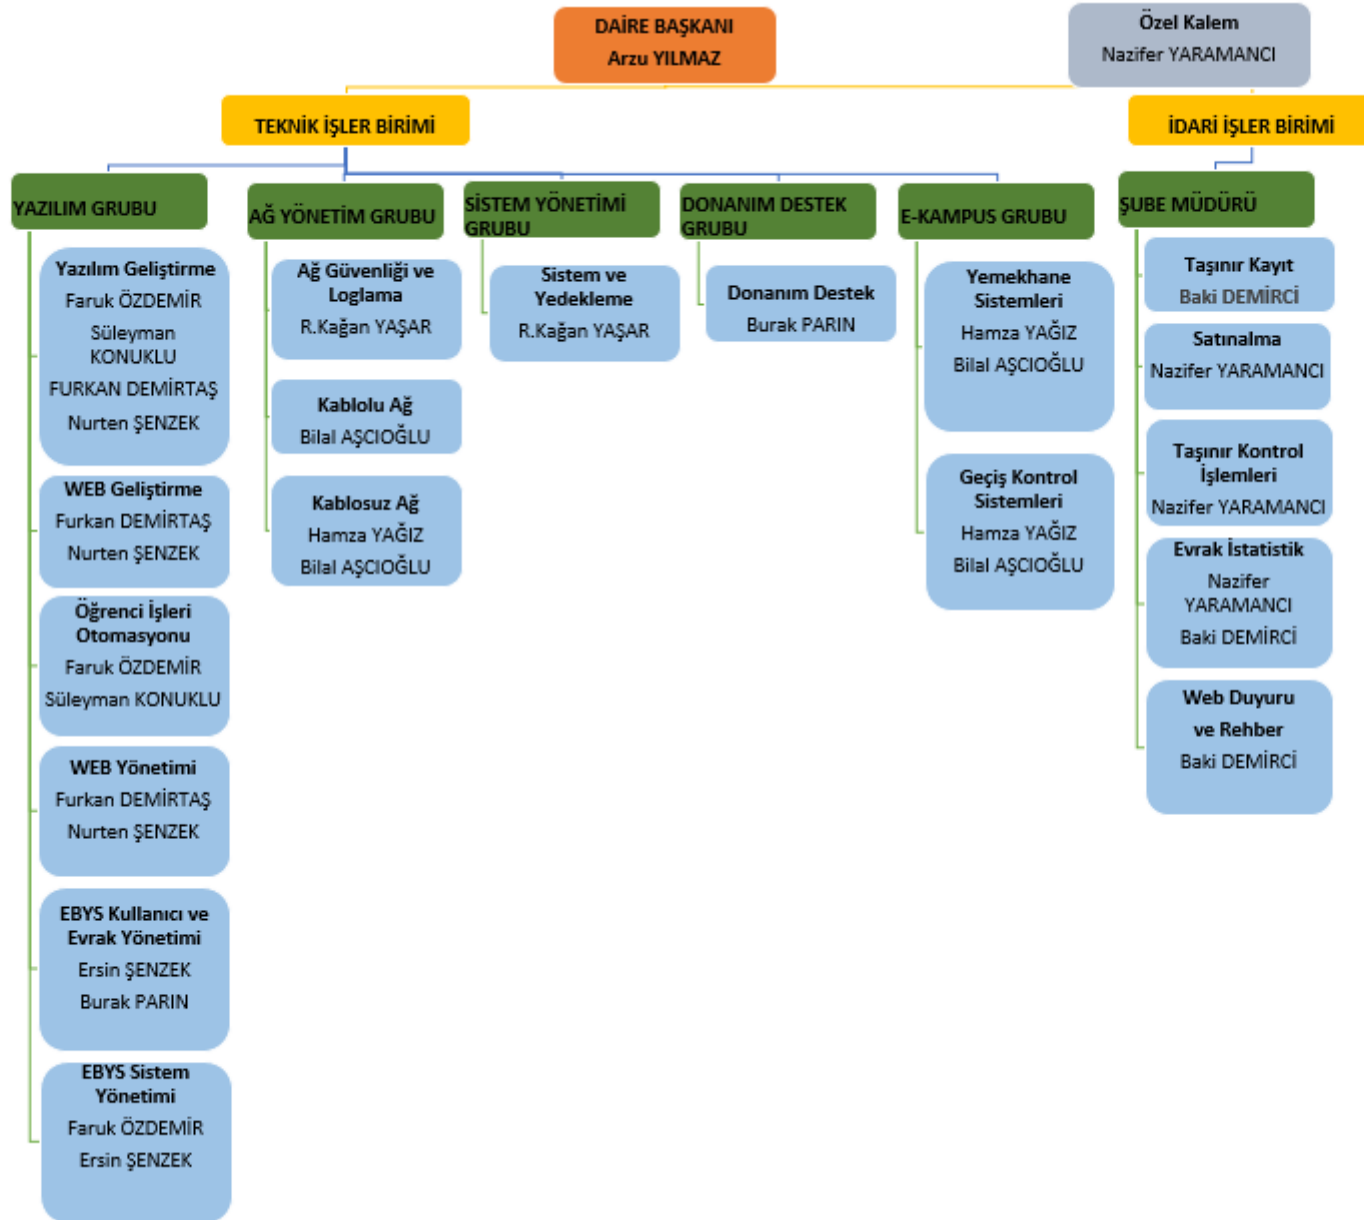 DAİRE BAŞKANI
Arzu YILMAZ
Özel Kalem
Nazifer YARAMANCI
TEKNİK İŞLER BİRİMİ
İDARİ İŞLER BİRİMİ
YAZILIM GRUBU
Yazılım Geliştirme
Faruk ÖZDEMİR
Süleyman
KONUKLU
FURKAN DEMİRTAŞ
Nurten ŞENZEK
WEB Geliştirme
Furkan DEMİRTAŞ
Nurten ŞENZEK
Öğrenci İşleri
Otomasyonu
Faruk ÖZDEMİR
Süleyman KONUKLU
WEB Yönetimi
Furkan DEMİRTAŞ
Nurten ŞENZEK
EBYS Kullanıcı ve
Evrak Yönetimi
Ersin ŞENZEK
Burak PARIN
EBYS Sistem
Yönetimi
Faruk ÖZDEMİR
Ersin ŞENZEK
AĞ YÖNETİM GRUBU
Ağ Güvenliği ve
Loglama
R.Kağan YAŞAR
Kablolu Ağ
Bilal AŞCIOĞLU
Kablosuz Ağ
Hamza YAĞIZ
Bilal AŞCIOĞLU
SİSTEM YÖNETİMİ
GRUBU
Sistem ve
Yedekleme
R.Kağan YAŞAR
DONANIM DESTEK
GRUBU
Donanım Destek
Burak PARIN
E-KAMPUS GRUBU
Yemekhane
Sistemleri
Hamza YAĞIZ
Bilal AŞCIOĞLU
Geçiş Kontrol
Sistemleri
Hamza YAĞIZ
Bilal AŞCIOĞLU
ŞUBE MÜDÜRÜ
Taşınır Kayıt
Baki DEMİRCİ
Satınalma
Nazifer YARAMANCI
Taşınır Kontrol
İşlemleri
Nazifer YARAMANCI
Evrak İstatistik
Nazifer
YARAMANCI
Baki DEMİRCİ
Web Duyuru
ve Rehber
Baki DEMİRCİ